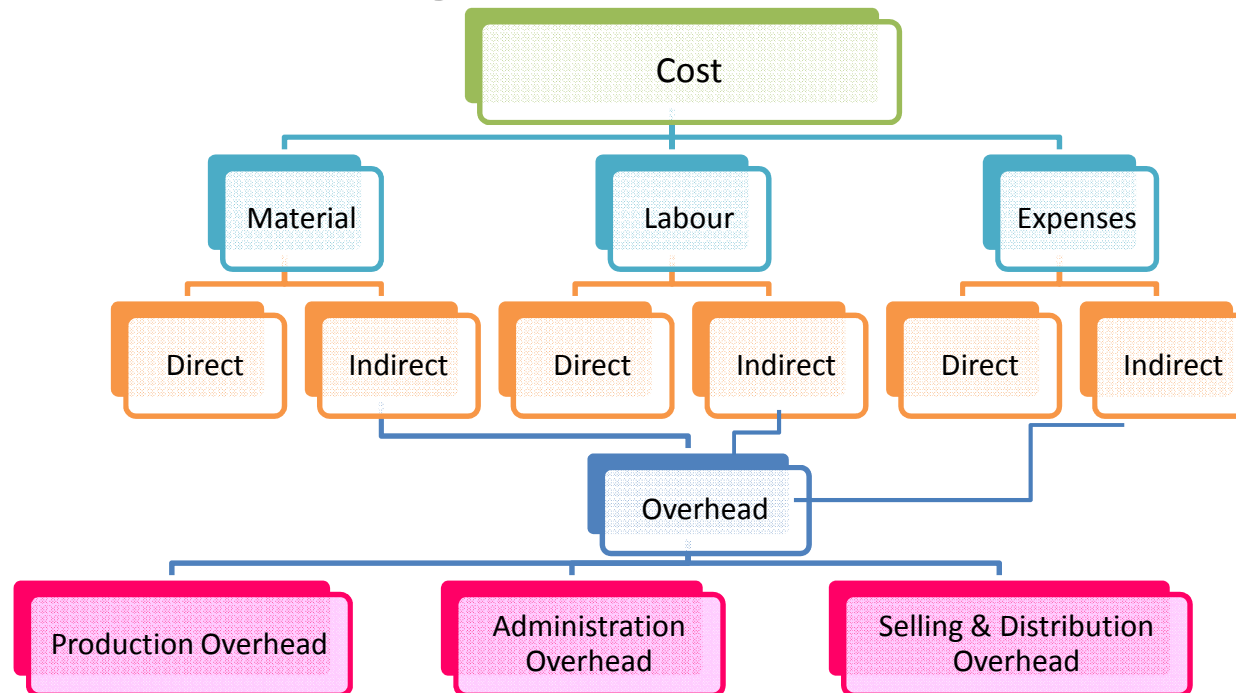 Cost
Material
Labour
Expenses
Direct
Indirect
Direct
Indirect
Direct
Indirect
Overhead
Production Overhead
Administration
Overhead
Selling & Distribution
Overhead